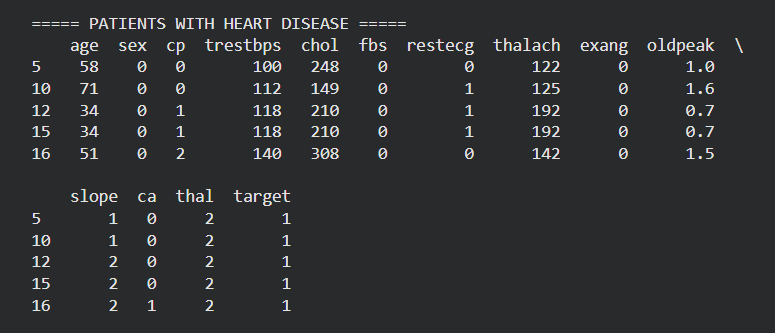 ===== PATIENTS WITH HEART DISEASE =====
    age  sex  cp  trestbps  chol  fbs  restecg  thalach  exang  oldpeak  \
5    58    0   0       100   248    0        0      122      0      1.0
10   71    0   0       112   149    0        1      125      0      1.6
12   34    0   1       118   210    0        1      192      0      0.7
15   34    0   1       118   210    0        1      192      0      0.7
16   51    0   2       140   308    0        0      142      0      1.5

    slope  ca  thal  target
5       1   0     2       1
10      1   0     2       1
12      2   0     2       1
15      2   0     2       1
16      2   1     2       1